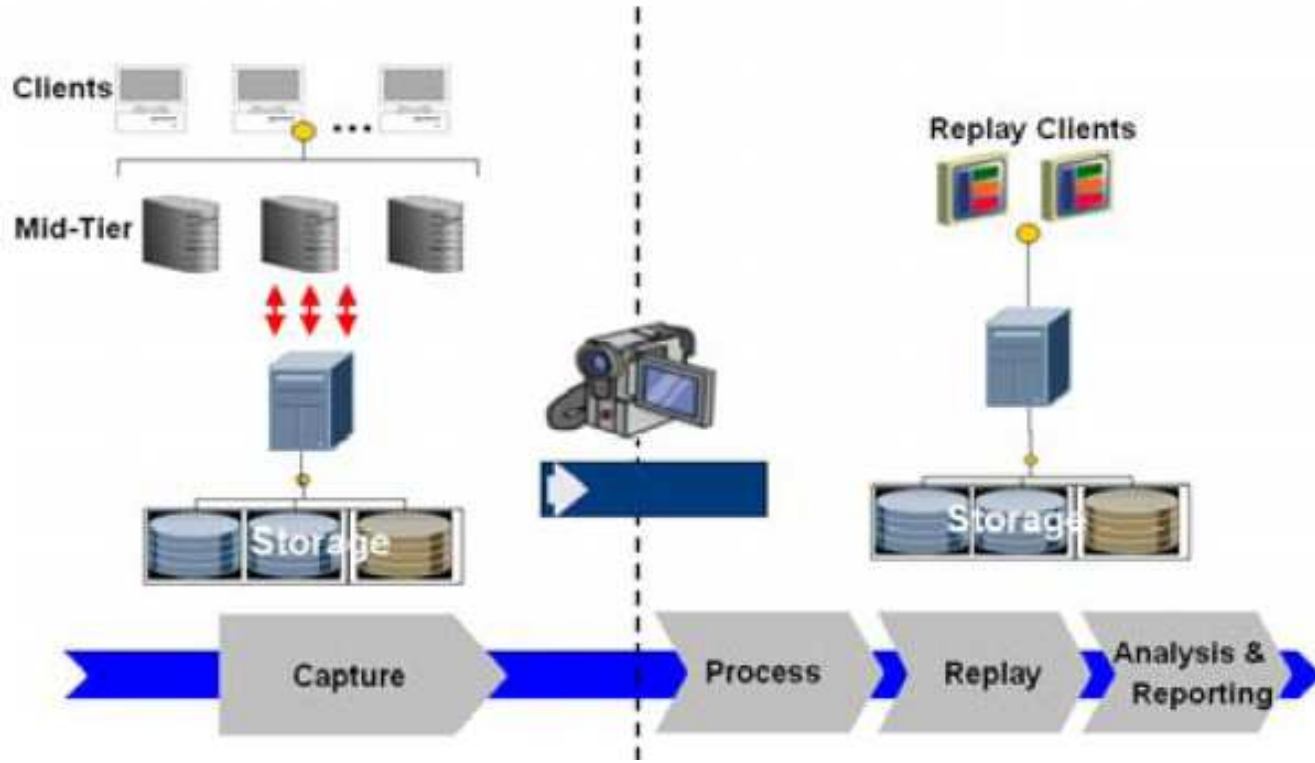 Clients
Replay Clients
Mid-Tier
Storage
Storage
Capture
Process
Replay
Analysis &
Reporting